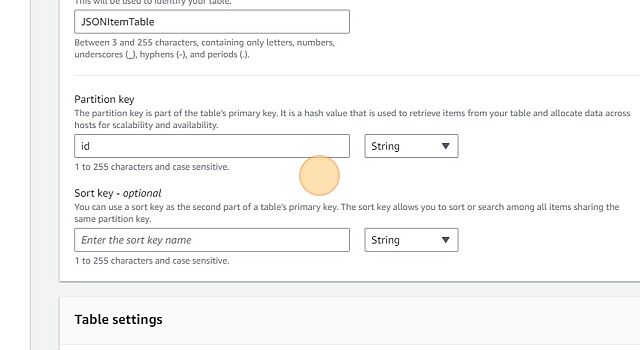 This will be used to identify your table.
JSONItemTable
Between 3 and 255 characters, containing only letters, numbers,
underscores (_), hyphens (-), and periods (.).
Partition key
The partition key is part of the table's primary key. It is a hash value that is used to retrieve items from your table and allocate data across
hosts for scalability and availability.
id String
1 to 255 characters and case sensitive.
Sort key - optional
You can use a sort key as the second part of a table's primary key. The sort key allows you to sort or search among all items sharing the
same partition key.
Enter the sort key name String
1 to 255 characters and case sensitive.
Table settings